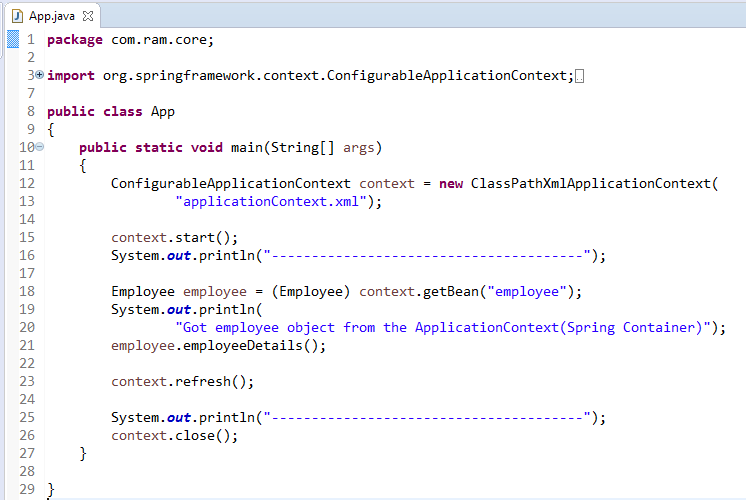 App.java
1 package com.ram.core;
2
3 import org.springframework.context.ConfigurableApplicationContext;
7
8 public class App
9 {
10     public static void main(String[] args)
11     {
12         ConfigurableApplicationContext context = new ClassPathXmlApplicationContext(
13                 "applicationContext.xml");
14
15         context.start();
16         System.out.println("---------------------------------------");
17
18         Employee employee = (Employee) context.getBean("employee");
19         System.out.println(
20                 "Got employee object from the ApplicationContext(Spring Container)");
21         employee.employeeDetails();
22
23         context.refresh();
24
25         System.out.println("---------------------------------------");
26         context.close();
27     }
28
29 }